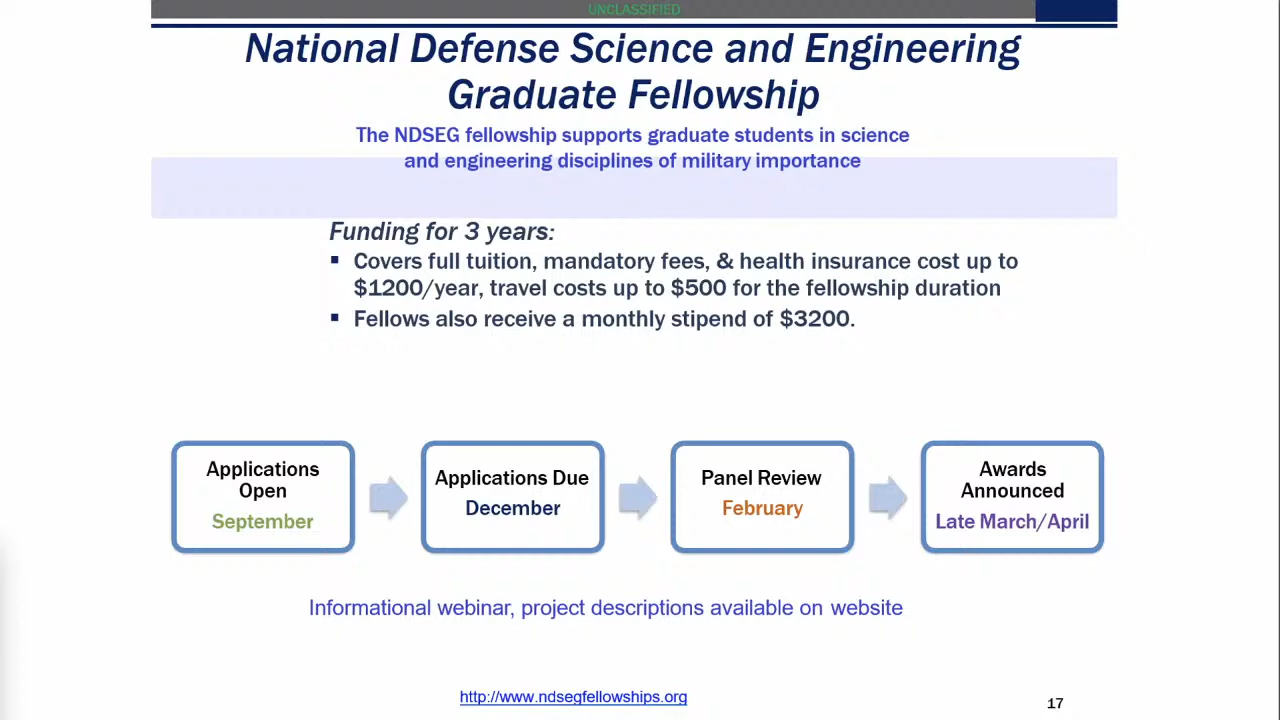 UNCLASSIFIED
National Defense Science and Engineering
Graduate Fellowship
The NDSEG fellowship supports graduate students in science
and engineering disciplines of military importance
Funding for 3 years:
▪ Covers full tuition, mandatory fees, & health insurance cost up to
$1200/year, travel costs up to $500 for the fellowship duration
▪ Fellows also receive a monthly stipend of $3200.
Applications
Open
September
Applications Due
December
Panel Review
February
Awards
Announced
Late March/April
Informational webinar, project descriptions available on website
http://www.ndsegfellowships.org
17